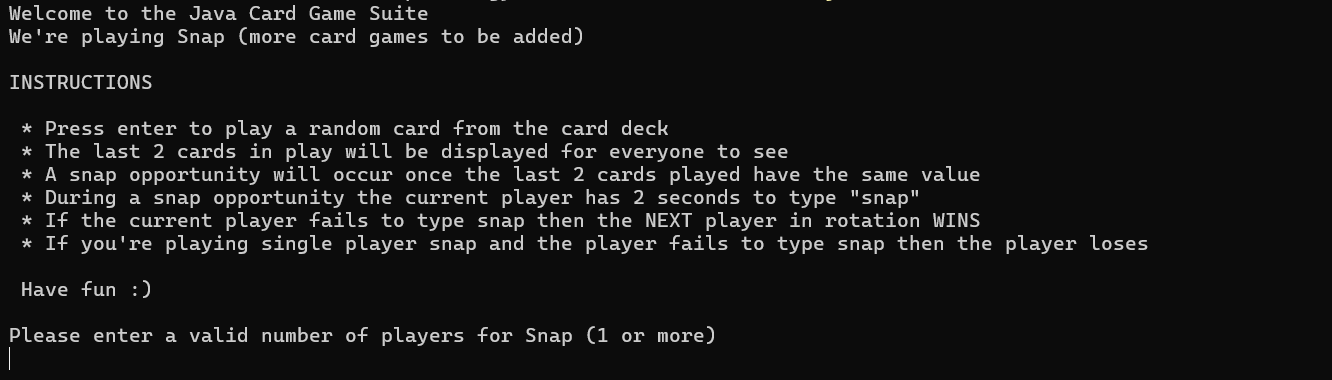 Welcome to the Java Card Game Suite
We're playing Snap (more card games to be added)
INSTRUCTIONS
* Press enter to play a random card from the card deck
* The last 2 cards in play will be displayed for everyone to see
* A snap opportunity will occur once the last 2 cards played have the same value
* During a snap opportunity the current player has 2 seconds to type "snap"
* If the current player fails to type snap then the NEXT player in rotation WINS
* If you're playing single player snap and the player fails to type snap then the player loses
Have fun :)
Please enter a valid number of players for Snap (1 or more)